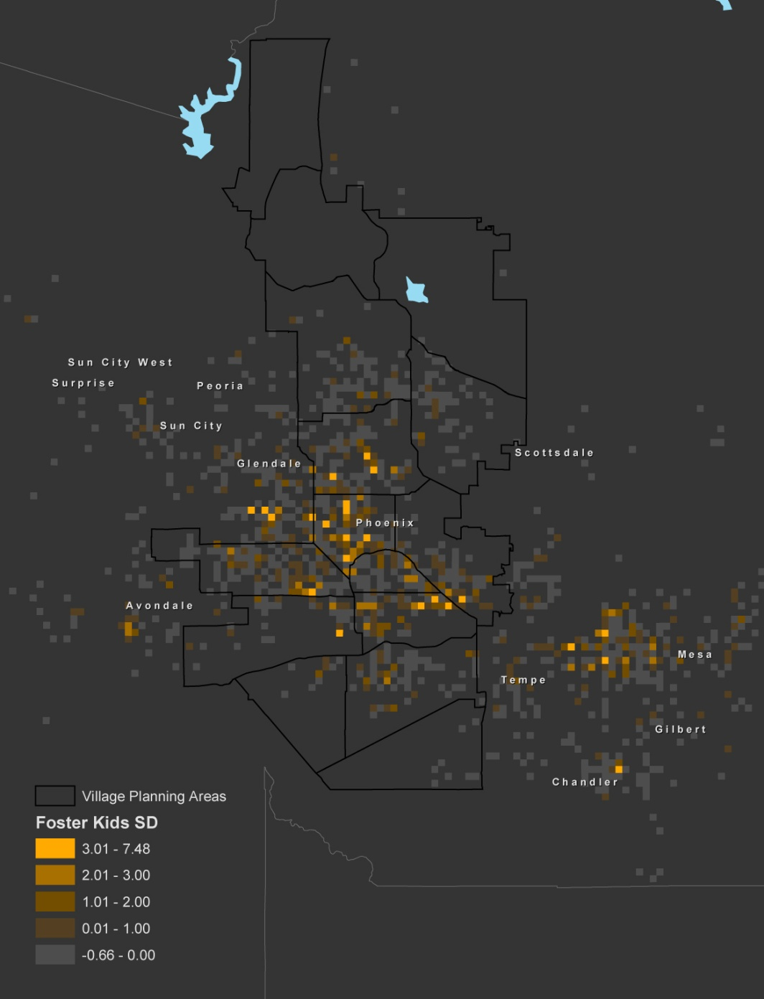 Sun City West
Surprise
Peoria
Sun City
Scottsdale
Glendale
Phoenix
Avondale
Mesa
Tempe
Gilbert
Chandler
Village Planning Areas
Foster Kids SD
3.01 - 7.48
2.01 - 3.00
1.01 - 2.00
0.01 - 1.00
-0.66 - 0.00